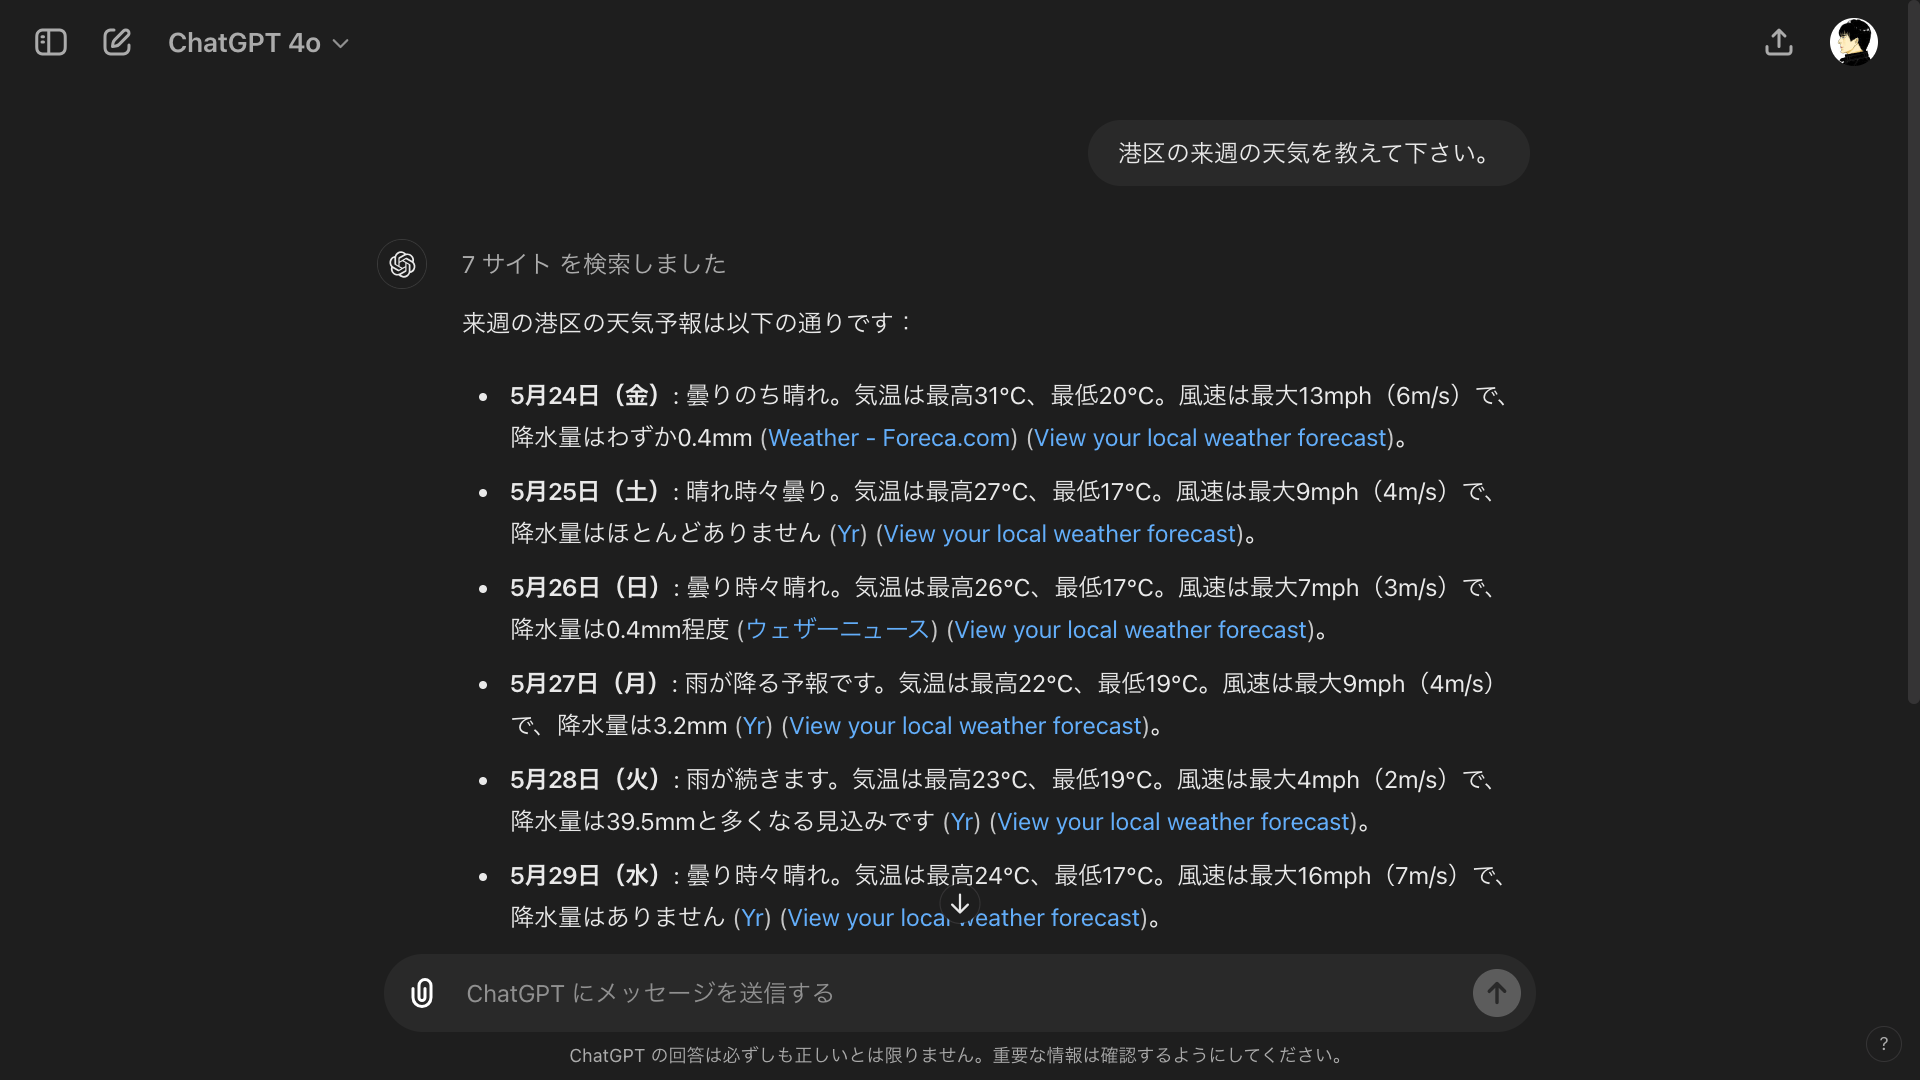 ChatGPT 4o
港区の来週の天気を教えて下さい。
7 サイト を検索しました
来週の港区の天気予報は以下の通りです：
• 5月24日（金）: 曇りのち晴れ。気温は最高31°C、最低20°C。風速は最大13mph（6m/s）で、
降水量はわずか0.4mm (Weather - Foreca.com) (View your local weather forecast)。
• 5月25日（土）: 晴れ時々曇り。気温は最高27°C、最低17°C。風速は最大9mph（4m/s）で、
降水量はほとんどありません (Yr) (View your local weather forecast)。
• 5月26日（日）: 曇り時々晴れ。気温は最高26°C、最低17°C。風速は最大7mph（3m/s）で、
降水量は0.4mm程度 (ウェザーニュース) (View your local weather forecast)。
• 5月27日（月）: 雨が降る予報です。気温は最高22°C、最低19°C。風速は最大9mph（4m/s）
で、降水量は3.2mm (Yr) (View your local weather forecast)。
• 5月28日（火）: 雨が続きます。気温は最高23°C、最低19°C。風速は最大4mph（2m/s）で、
降水量は39.5mmと多くなる見込みです (Yr) (View your local weather forecast)。
• 5月29日（水）: 曇り時々晴れ。気温は最高24°C、最低17°C。風速は最大16mph（7m/s）で、
降水量はありません (Yr) (View your local weather forecast)。
ChatGPT にメッセージを送信する
ChatGPT の回答は必ずしも正しいとは限りません。重要な情報は確認するようにしてください。
?